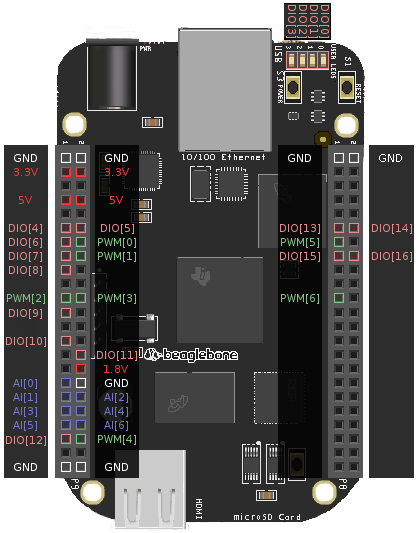 DIO[3]
DIO[2]
DIO[1]
DIO[0]
PWR
USB
3 2 1 0
USER LEDS
S3 POWER
S1
RESET
1 2
1 2
10/100 Ethernet
GND GND GND GND
3.3V 3.3V
5V 5V
DIO[4] DIO[5] DIO[13] DIO[14]
DIO[6] PWM[0] PWM[5]
DIO[7] PWM[1] DIO[15] DIO[16]
DIO[8]
PWM[2] PWM[3] PWM[6]
DIO[9]
DIO[10]
DIO[11]
beaglebone
1.8V
AI[0] GND
AI[1] AI[2]
AI[3] AI[4]
AI[5] AI[6]
DIO[12] PWM[4]
GND GND
P9
P8
HDMI
microSD Card